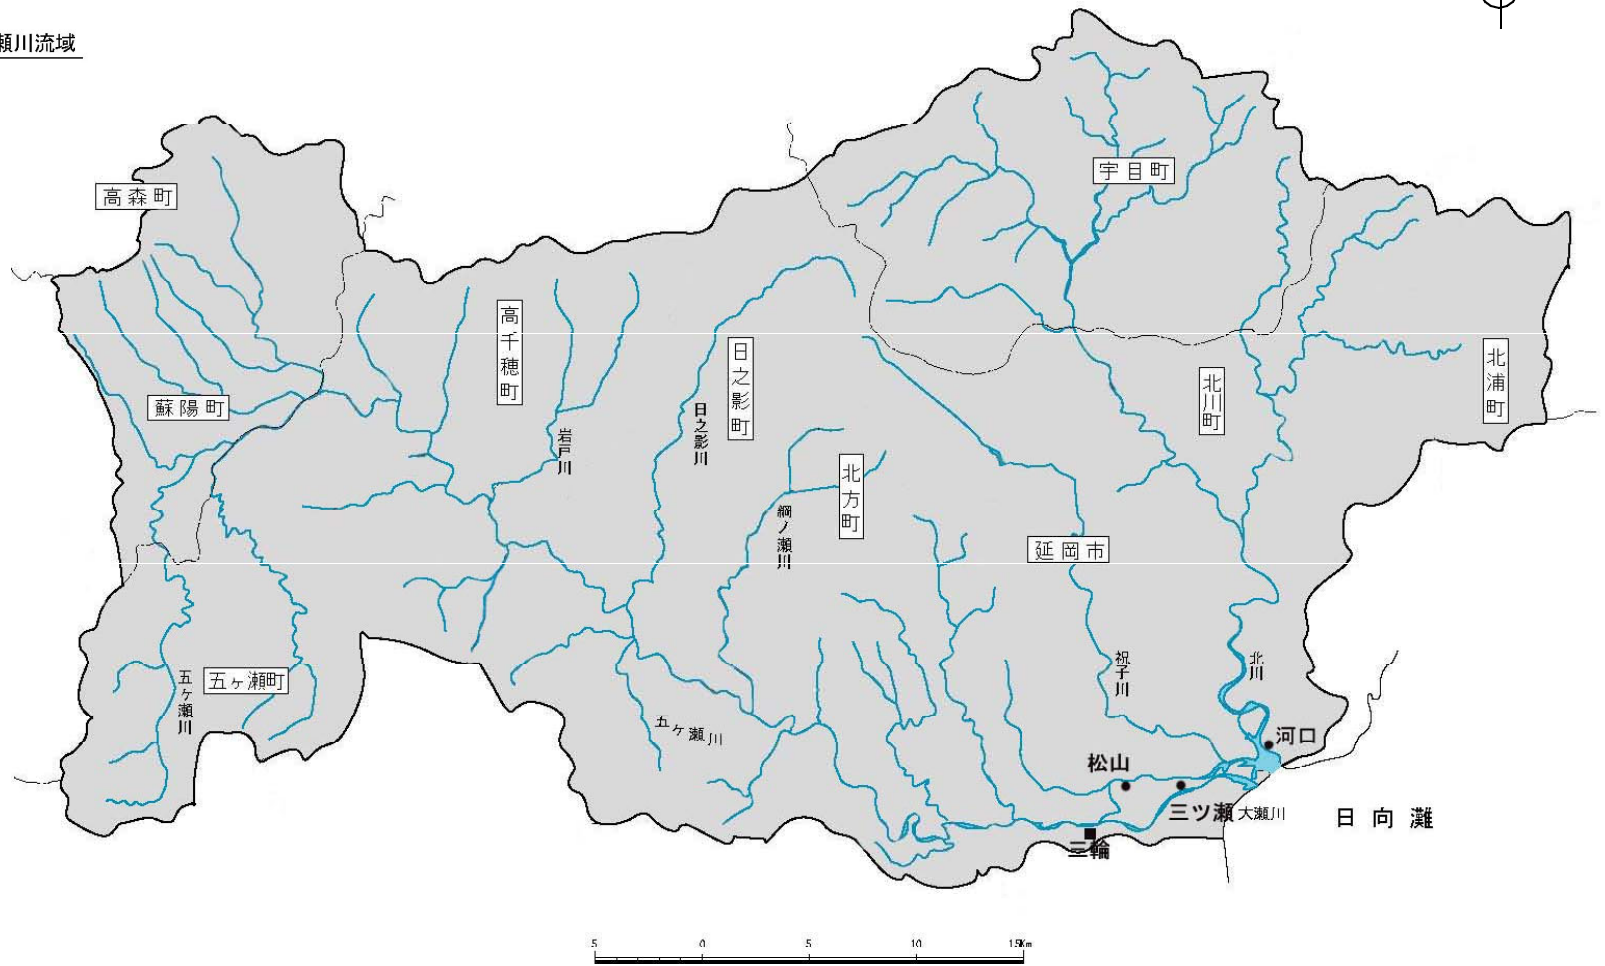 瀬川流域
高森町
宇目町
高千穂町
日之影町
北川町
北浦町
蘇陽町
日之影川
岩戸川
北方町
綱ノ瀬川
延岡市
祝子川
北川
五ヶ瀬町
五ヶ瀬川
五ヶ瀬川
河口
松山
三ツ瀬
大瀬川
日向灘
三輪
5 0 5 10 15Km